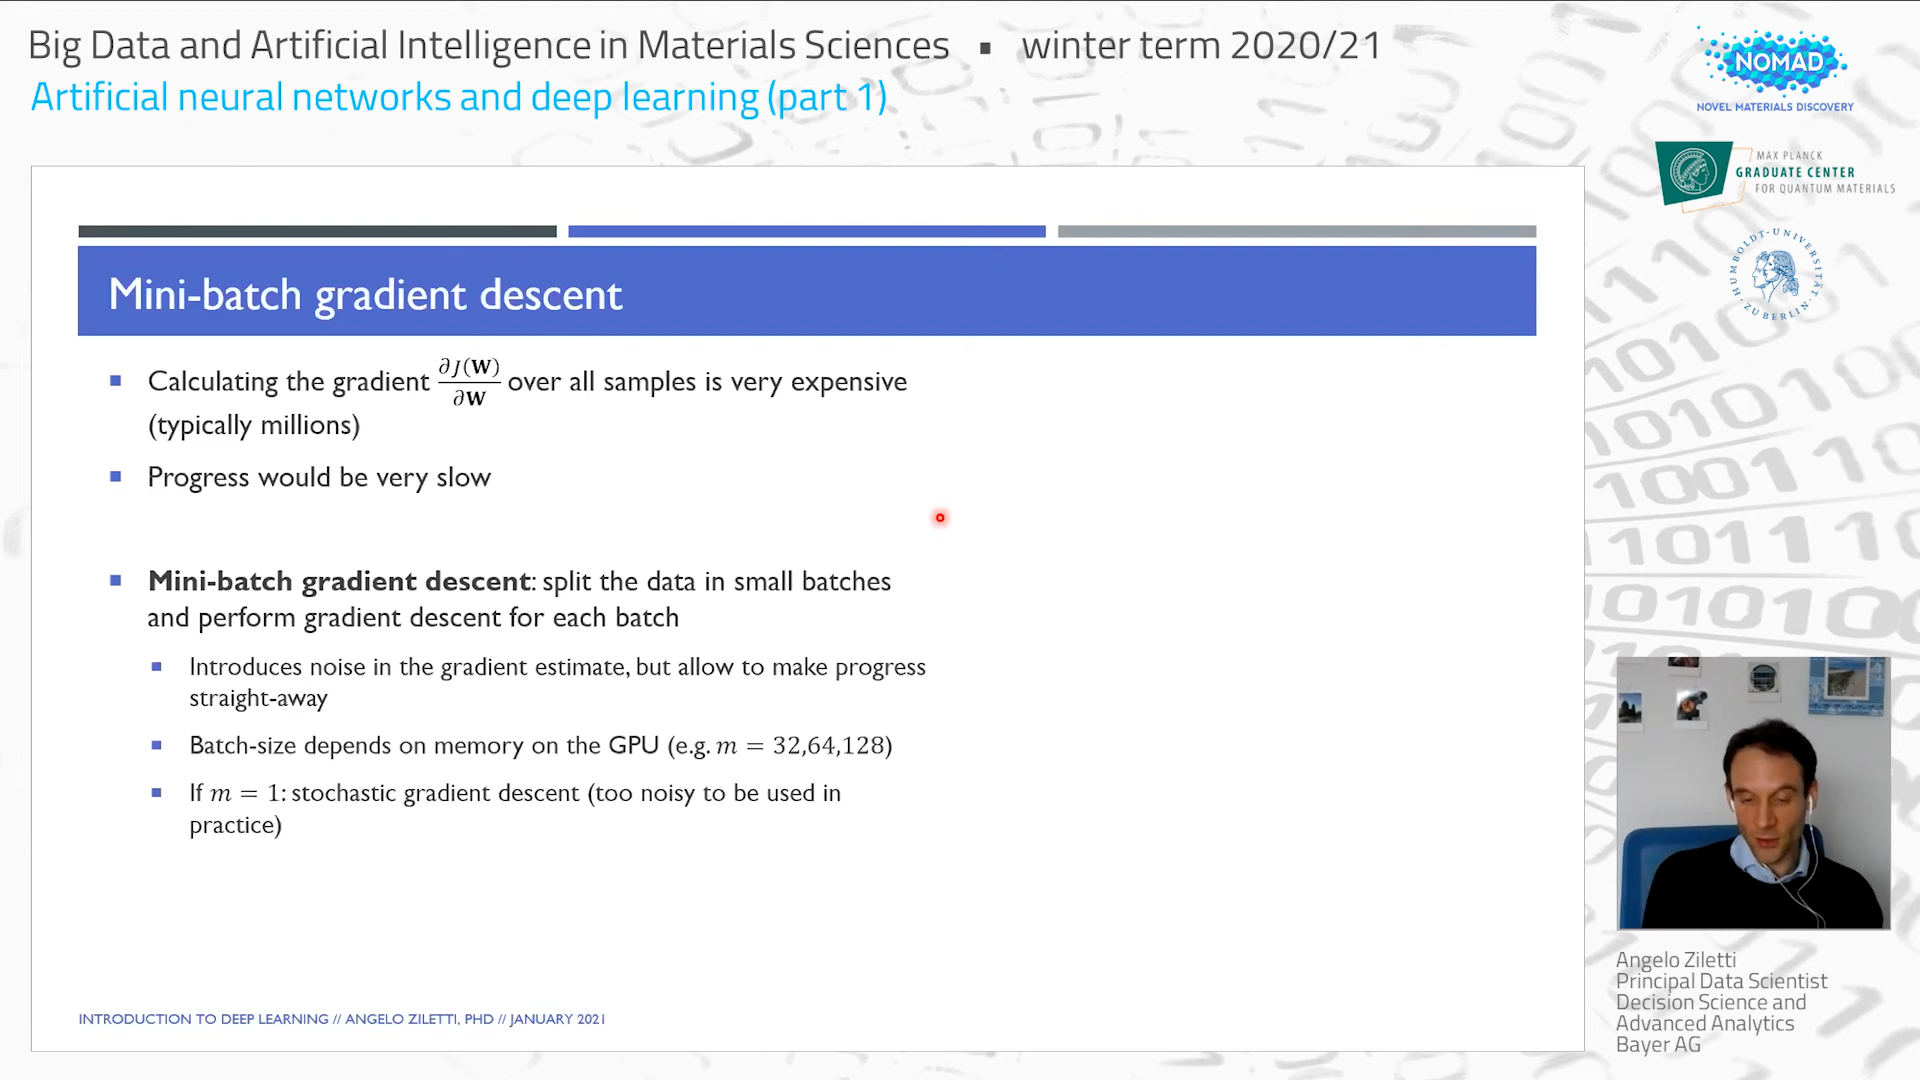 Big Data and Artificial Intelligence in Materials Sciences ▪ winter term 2020/21
Artificial neural networks and deep learning (part 1)
NOMAD
NOVEL MATERIALS DISCOVERY
MAX PLANCK
GRADUATE CENTER
FOR QUANTUM MATERIALS
HUMBOLDT-UNIVERSITÄT
ZU BERLIN
Mini-batch gradient descent
Calculating the gradient ∂J(W)/∂W over all samples is very expensive
(typically millions)
Progress would be very slow
Mini-batch gradient descent: split the data in small batches
and perform gradient descent for each batch
Introduces noise in the gradient estimate, but allow to make progress
straight-away
Batch-size depends on memory on the GPU (e.g. m = 32,64,128)
If m = 1: stochastic gradient descent (too noisy to be used in
practice)
INTRODUCTION TO DEEP LEARNING // ANGELO ZILETTI, PHD // JANUARY 2021
Angelo Ziletti
Principal Data Scientist
Decision Science and
Advanced Analytics
Bayer AG